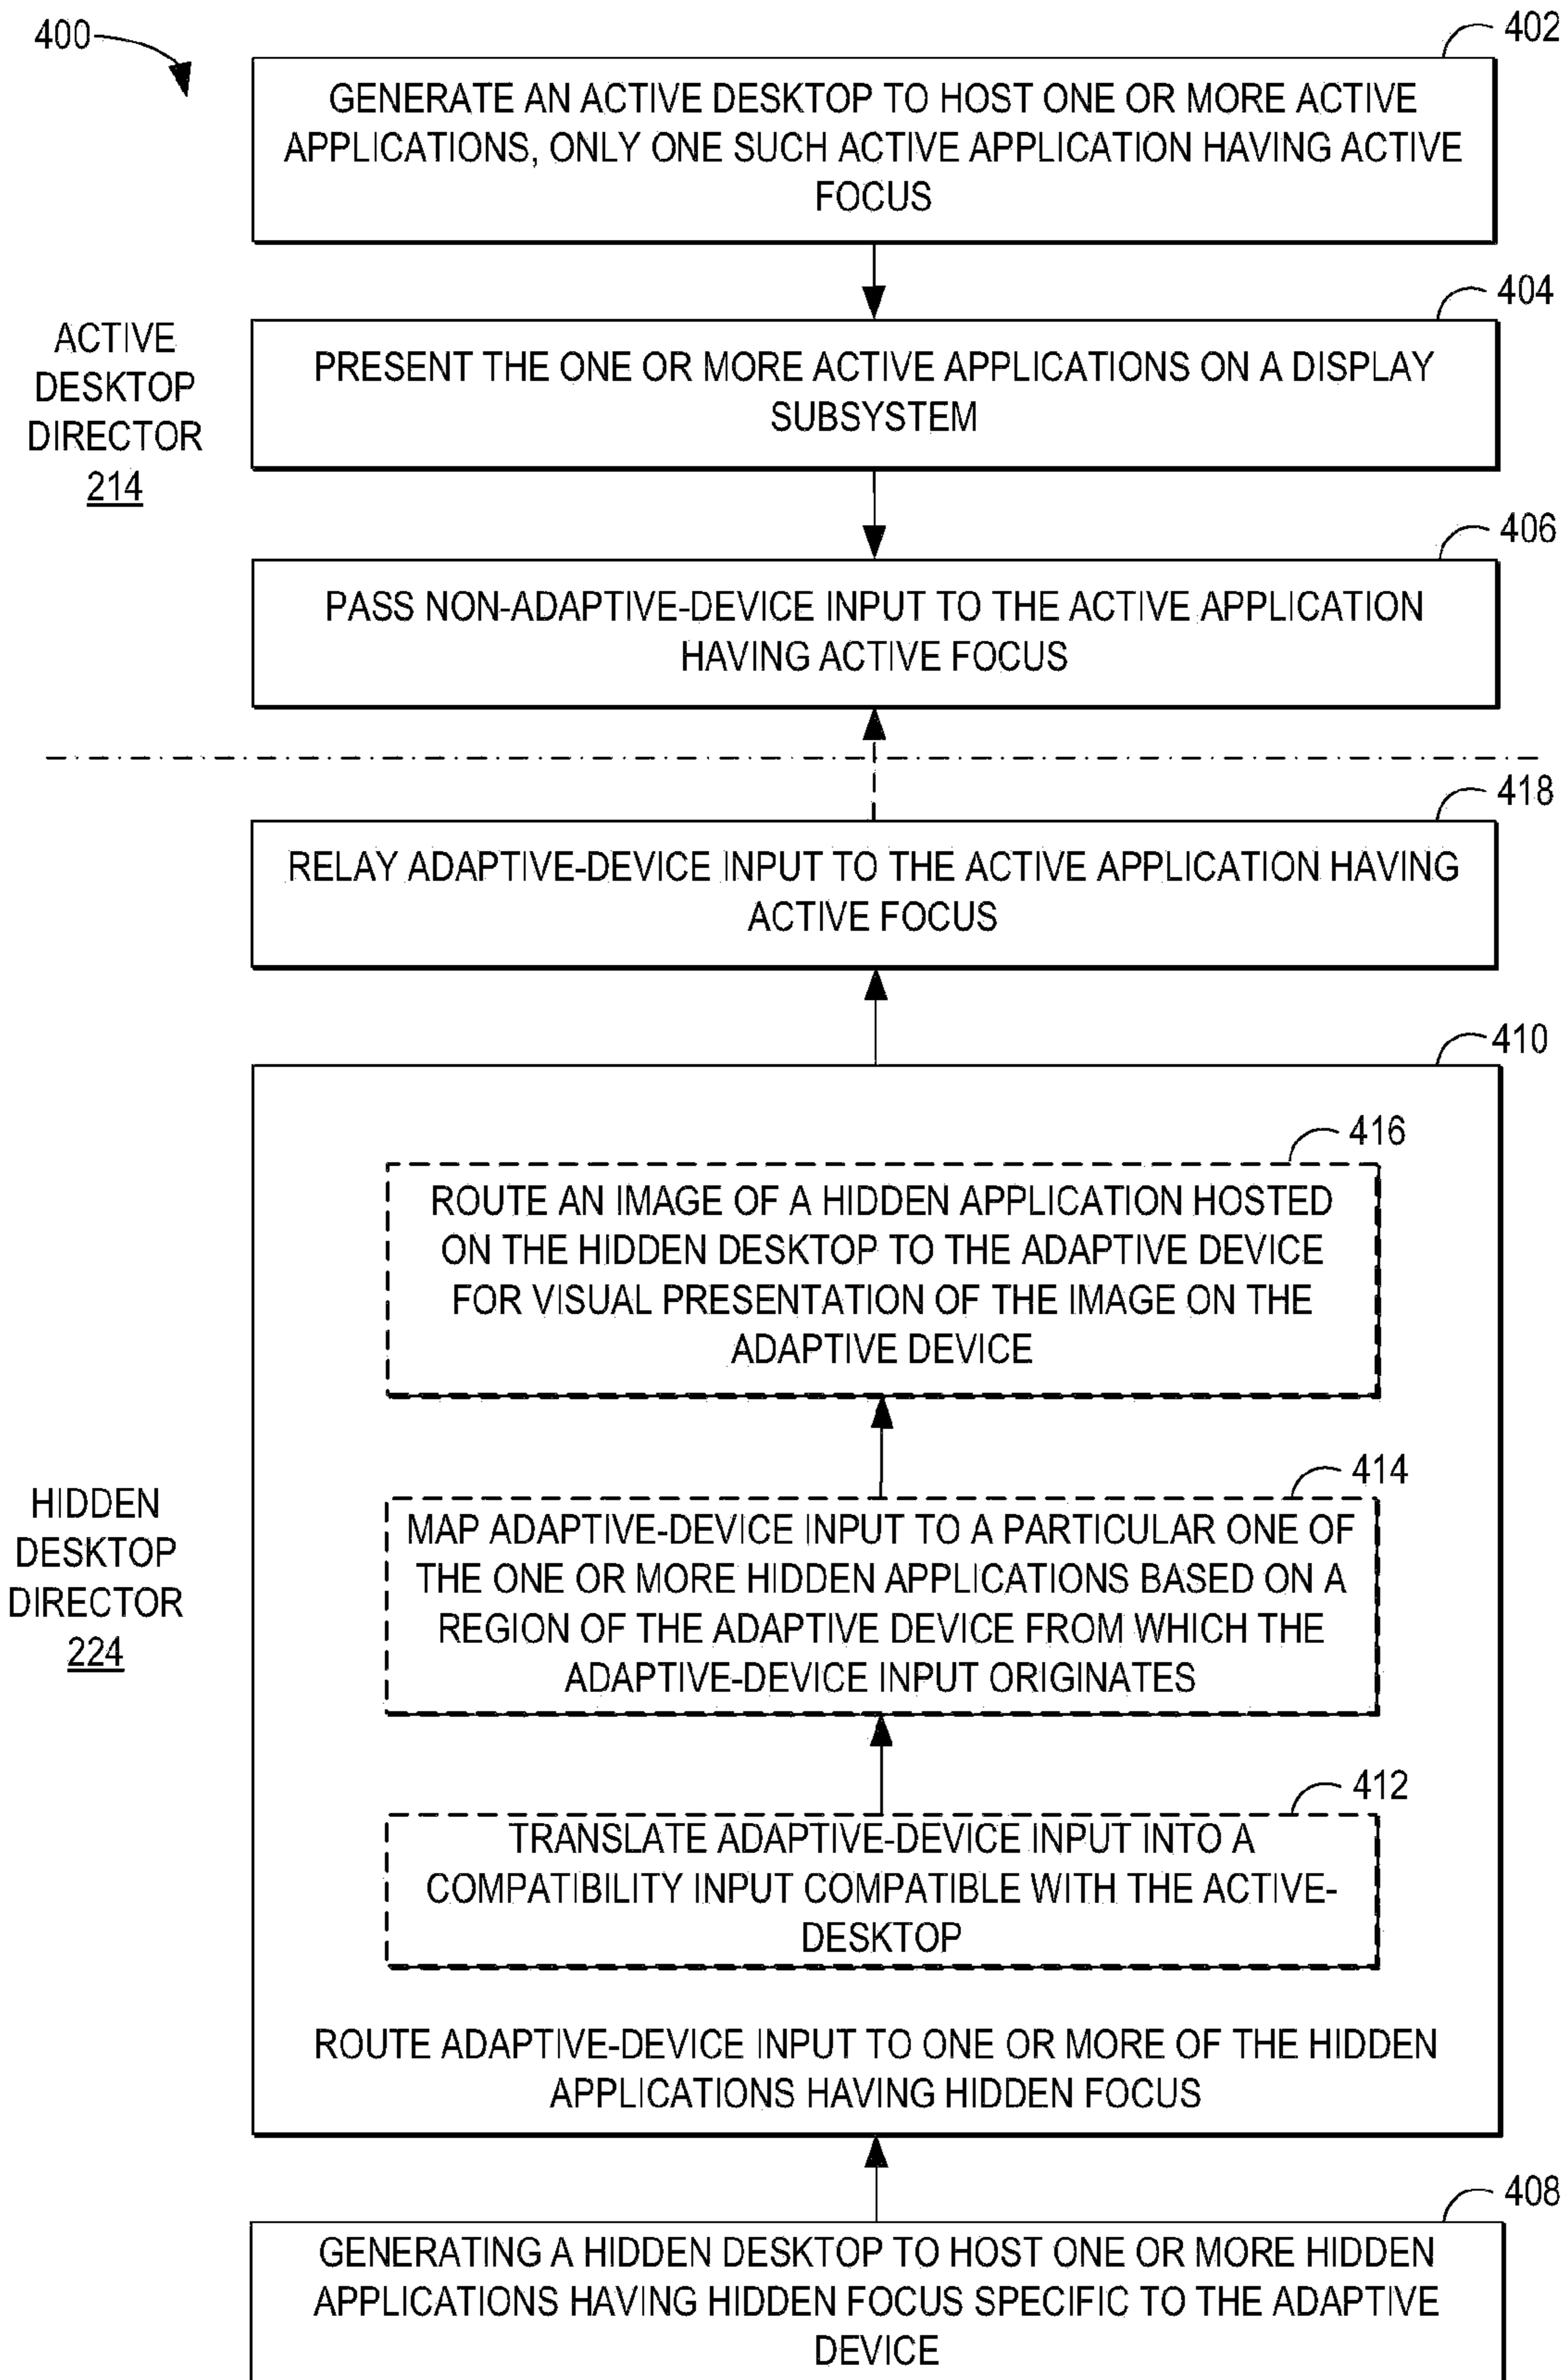 400
402
GENERATE AN ACTIVE DESKTOP TO HOST ONE OR MORE ACTIVE
APPLICATIONS, ONLY ONE SUCH ACTIVE APPLICATION HAVING ACTIVE
FOCUS
404
PRESENT THE ONE OR MORE ACTIVE APPLICATIONS ON A DISPLAY
SUBSYSTEM
ACTIVE
DESKTOP
DIRECTOR
214
406
PASS NON-ADAPTIVE-DEVICE INPUT TO THE ACTIVE APPLICATION
HAVING ACTIVE FOCUS
418
RELAY ADAPTIVE-DEVICE INPUT TO THE ACTIVE APPLICATION HAVING
ACTIVE FOCUS
410
416
ROUTE AN IMAGE OF A HIDDEN APPLICATION HOSTED
ON THE HIDDEN DESKTOP TO THE ADAPTIVE DEVICE
FOR VISUAL PRESENTATION OF THE IMAGE ON THE
ADAPTIVE DEVICE
414
MAP ADAPTIVE-DEVICE INPUT TO A PARTICULAR ONE OF
THE ONE OR MORE HIDDEN APPLICATIONS BASED ON A
REGION OF THE ADAPTIVE DEVICE FROM WHICH THE
ADAPTIVE-DEVICE INPUT ORIGINATES
HIDDEN
DESKTOP
DIRECTOR
224
412
TRANSLATE ADAPTIVE-DEVICE INPUT INTO A
COMPATIBILITY INPUT COMPATIBLE WITH THE ACTIVE-
DESKTOP
ROUTE ADAPTIVE-DEVICE INPUT TO ONE OR MORE OF THE HIDDEN
APPLICATIONS HAVING HIDDEN FOCUS
408
GENERATING A HIDDEN DESKTOP TO HOST ONE OR MORE HIDDEN
APPLICATIONS HAVING HIDDEN FOCUS SPECIFIC TO THE ADAPTIVE
DEVICE